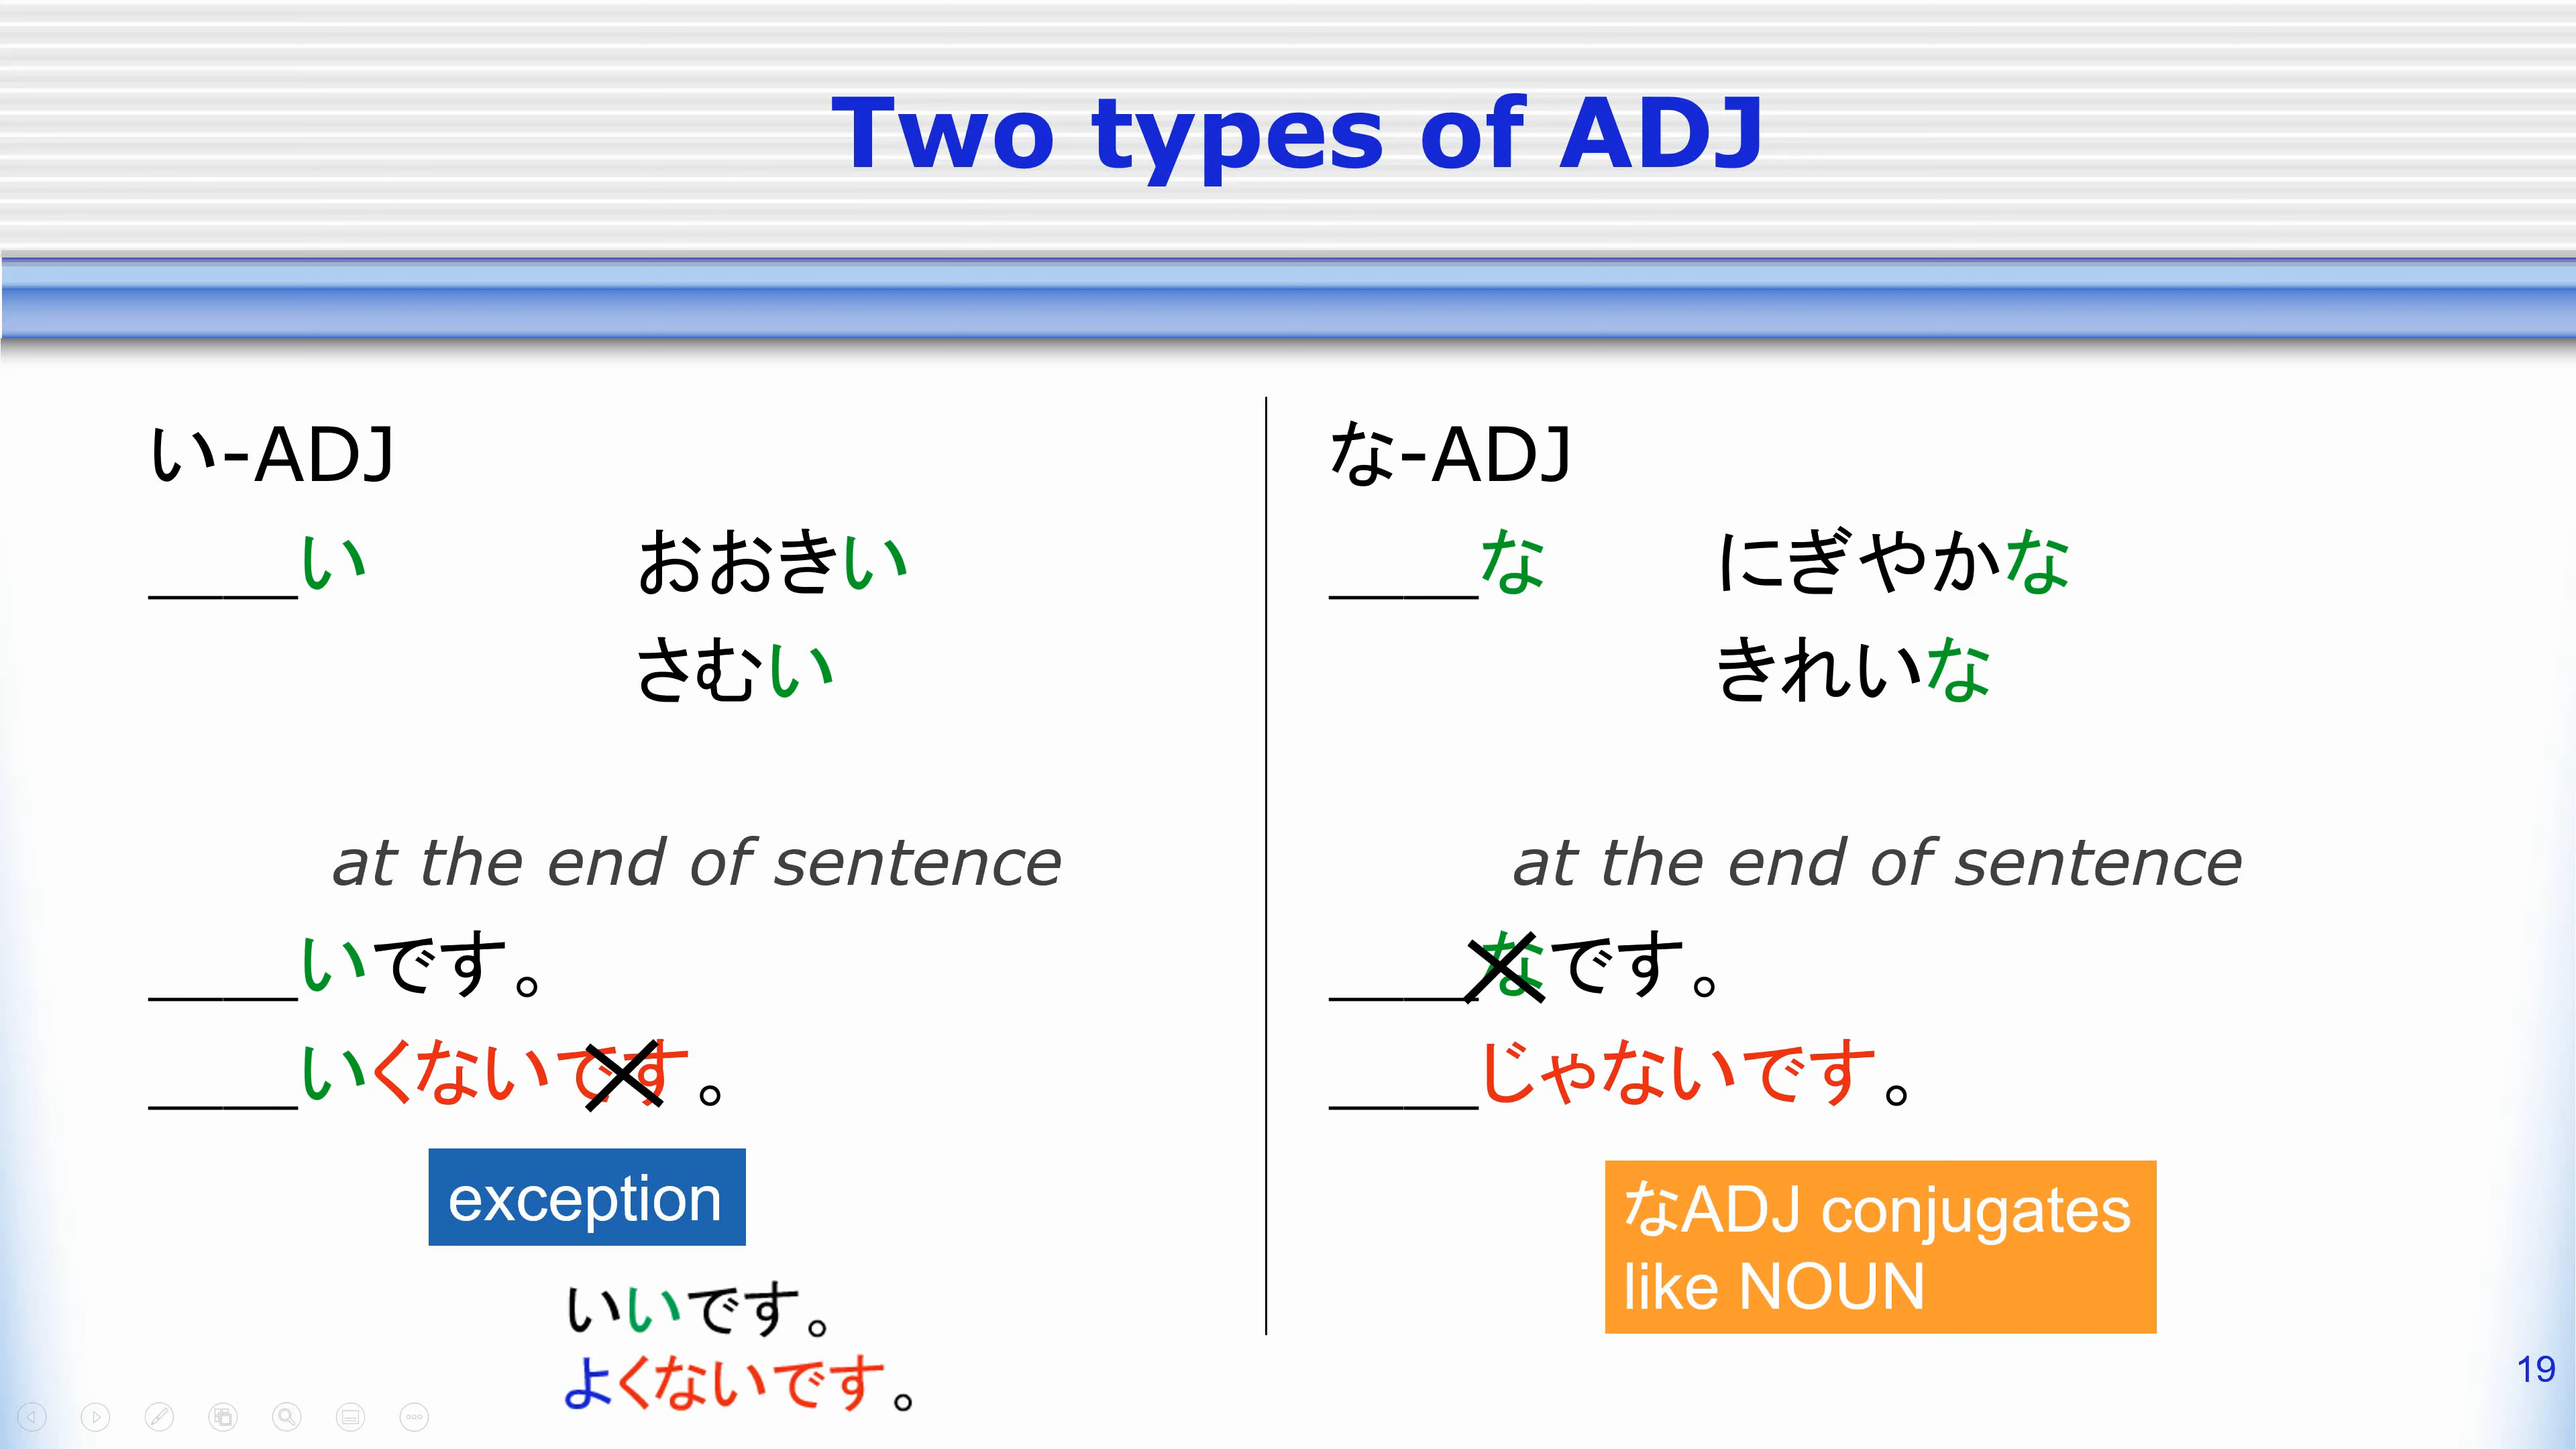 Two types of ADJ
い-ADJ
____い おおきい
さむい
at the end of sentence
____いです。
____いくないです。
exception
いいです。
よくないです。
な-ADJ
____な にぎやかな
きれいな
at the end of sentence
____なです。
____じゃないです。
なADJ conjugates
like NOUN
19